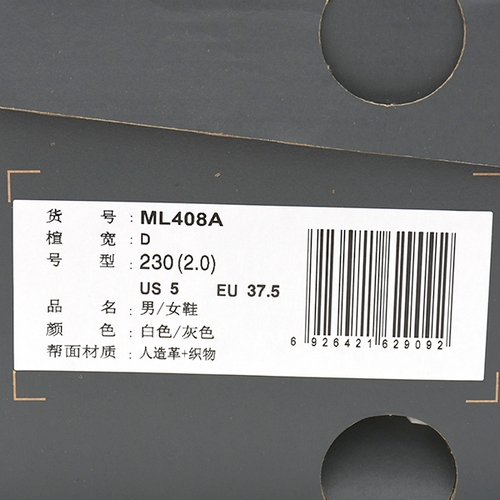 货 号 : ML408A
楦 宽 : D
号 型 : 230 (2.0)
US 5 EU 37.5
品 名 : 男/女鞋
颜 色 : 白色/灰色
帮面材质 : 人造革+织物
6 926421 629092